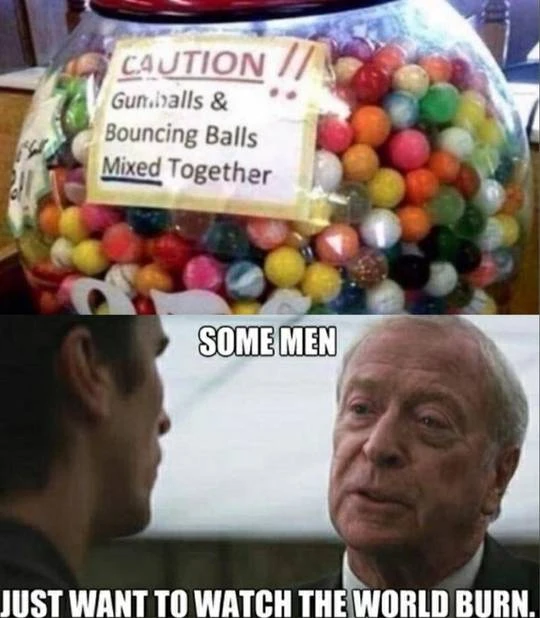 CAUTION !!
Gumballs &
Bouncing Balls
Mixed Together
SOME MEN
JUST WANT TO WATCH THE WORLD BURN.